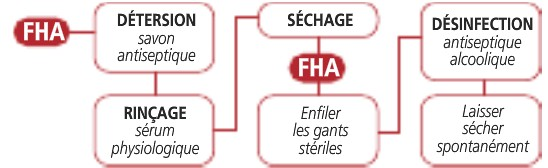 FHA
DÉTERSION
savon
antiseptique
RINÇAGE
sérum
physiologique
SÉCHAGE
FHA
Enfiler
les gants
stériles
DÉSINFECTION
antiseptique
alcoolique
Laisser
sécher
spontanément